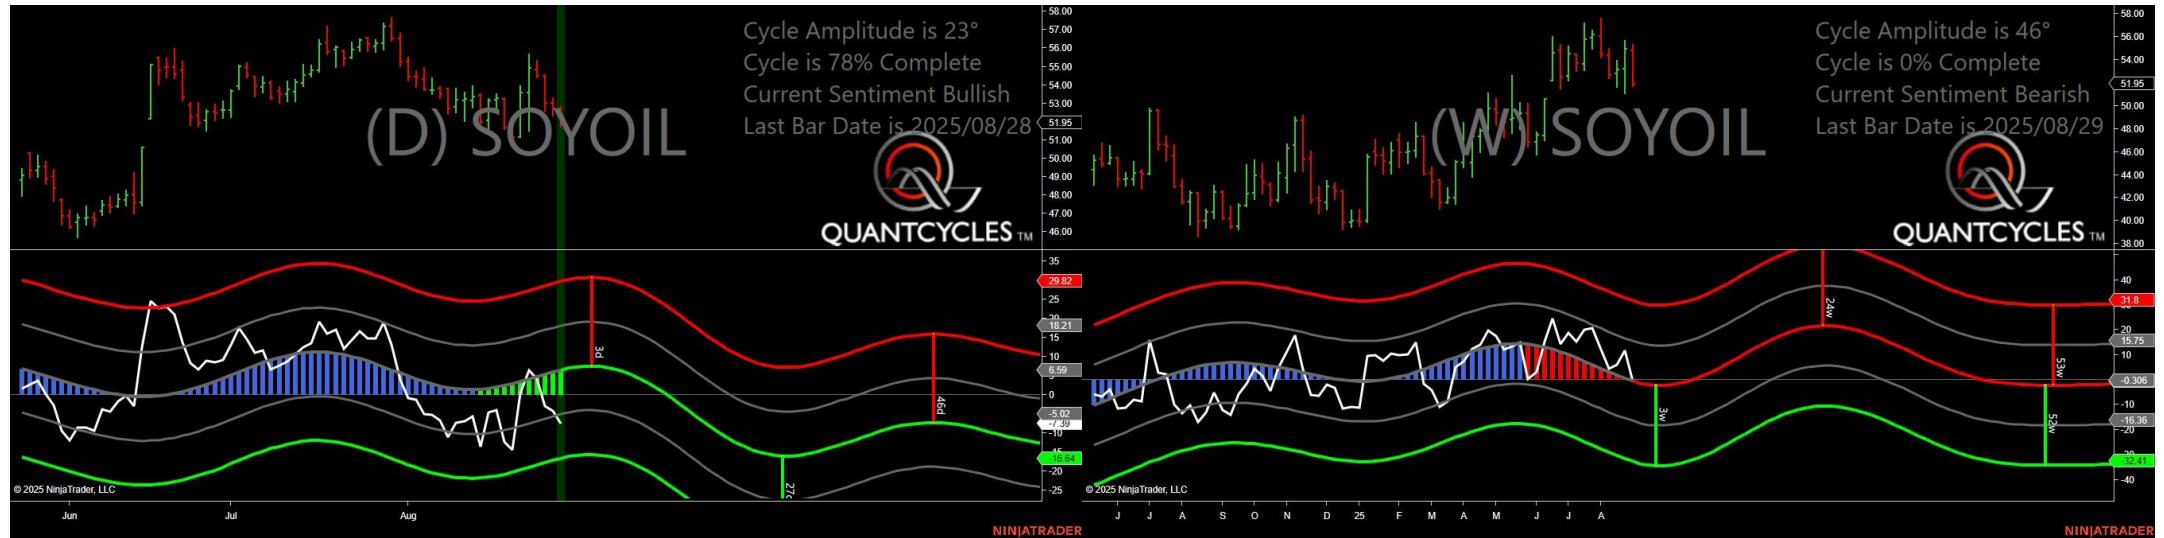 Cycle Amplitude is 23°
Cycle is 78% Complete
Current Sentiment Bullish
Last Bar Date is 2025/08/28
(D) SOYOIL
QUANTCYCLES TM
58.00
57.00
56.00
55.00
54.00
53.00
51.95
51.00
50.00
49.00
48.00
47.00
46.00
35
29.82
25
18.21
15
10
6.59
0
-5.02
-7.39
-10
-16.64
-20
-25
3d
46d
© 2025 NinjaTrader, LLC
Jun
Jul
Aug
NINJATRADER
Cycle Amplitude is 46°
Cycle is 0% Complete
Current Sentiment Bearish
Last Bar Date is 2025/08/29
(W) SOYOIL
QUANTCYCLES TM
58.00
56.00
54.00
51.95
50.00
48.00
46.00
44.00
42.00
40.00
38.00
40
31.8
20
15.75
10
-0.306
-10
-16.36
-20
-32.41
-40
24w
3w
53w
52w
© 2025 NinjaTrader, LLC
J
J
A
S
O
N
D
25
F
M
A
M
J
J
A
NINJATRADER